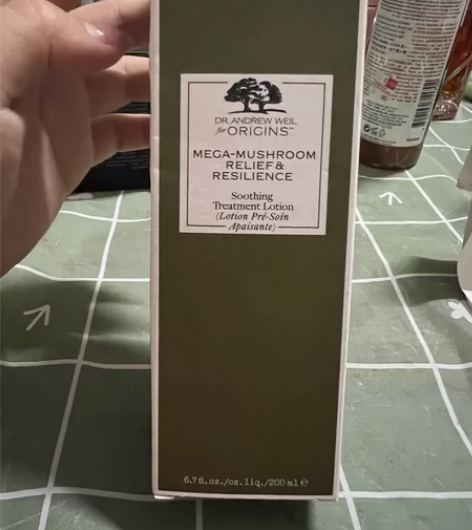 DR. ANDREW WEIL
for ORIGINS™
MEGA-MUSHROOM
RELIEF &
RESILIENCE
Soothing
Treatment Lotion
(Lotion Pré-Soin
Apaisante)
6.7 fl.oz./oz.liq./200 ml ℮